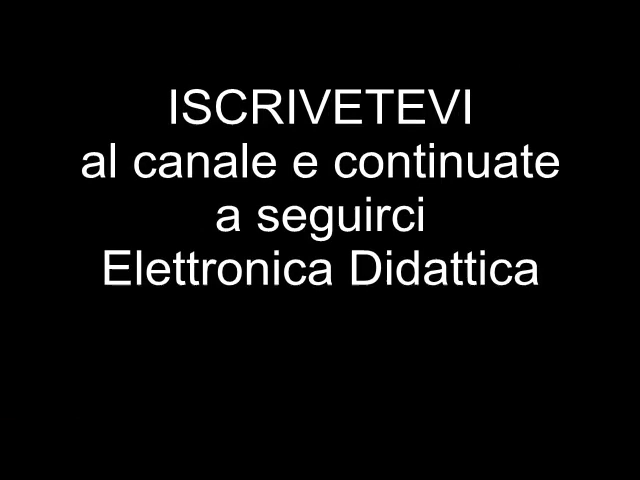 ISCRIVETEVI
al canale e continuate
a seguirci
Elettronica Didattica